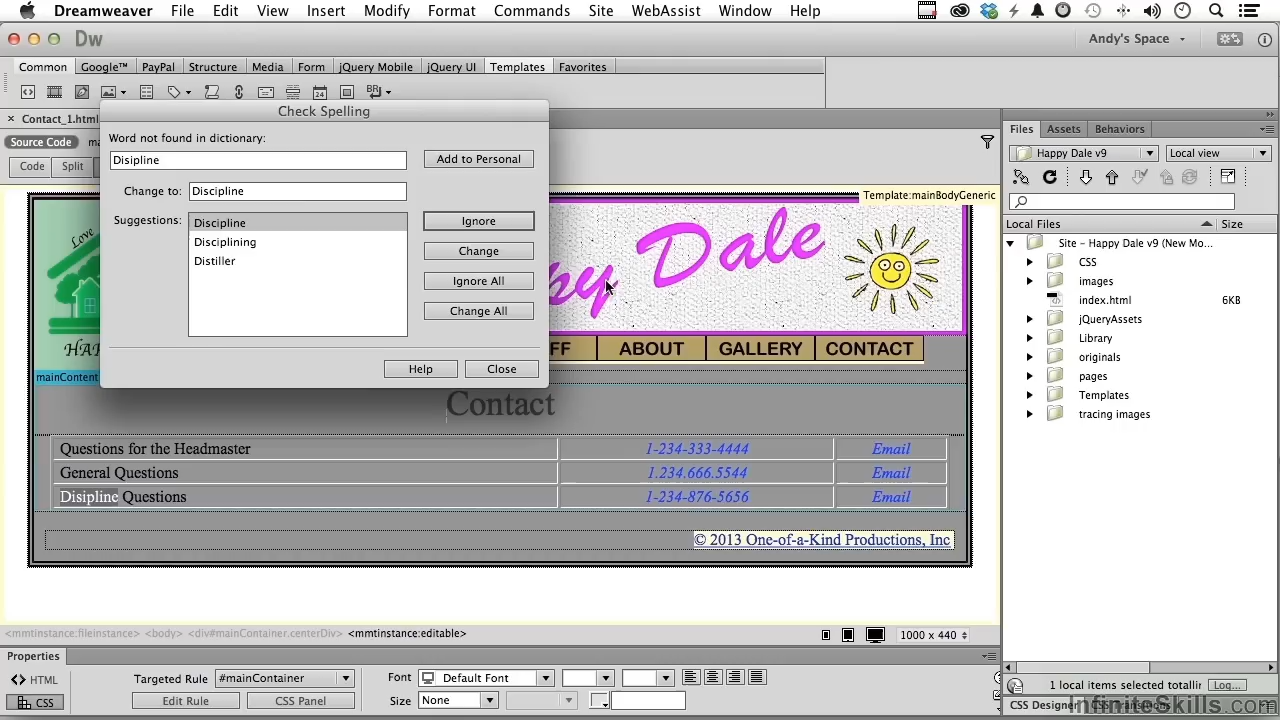 Dreamweaver File Edit View Insert Modify Format Commands Site WebAssist Window Help
Dw Andy's Space
Common Google™ PayPal Structure Media Form jQuery Mobile jQuery UI Templates Favorites
Contact_1.html
Source Code
Code Split
Check Spelling
Word not found in dictionary:
Disipline Add to Personal
Change to: Discipline
Suggestions: Discipline Ignore
Disciplining
Change
Distiller
Ignore All
Change All
Help Close
Template:mainBodyGeneric
Dale
ABOUT GALLERY CONTACT
mainContent
Contact
Questions for the Headmaster 1-234-333-4444 Email
General Questions 1.234.666.5544 Email
Disipline Questions 1-234-876-5656 Email
© 2013 One-of-a-Kind Productions, Inc
<mmtinstance:fileinstance> <body> <div#mainContainer.centerDiv> <mmtinstance:editable> 1000 x 440
Properties
HTML Targeted Rule #mainContainer Font Default Font
CSS Edit Rule CSS Panel Size None
Files Assets Behaviors
Happy Dale v9 Local view
Local Files Size
Site - Happy Dale v9 (New Mo...
CSS
images
index.html 6KB
jQueryAssets
Library
originals
pages
Templates
tracing images
1 local items selected totallin Log...
CSS Designer CSS Transitions
InfiniteSkills.com